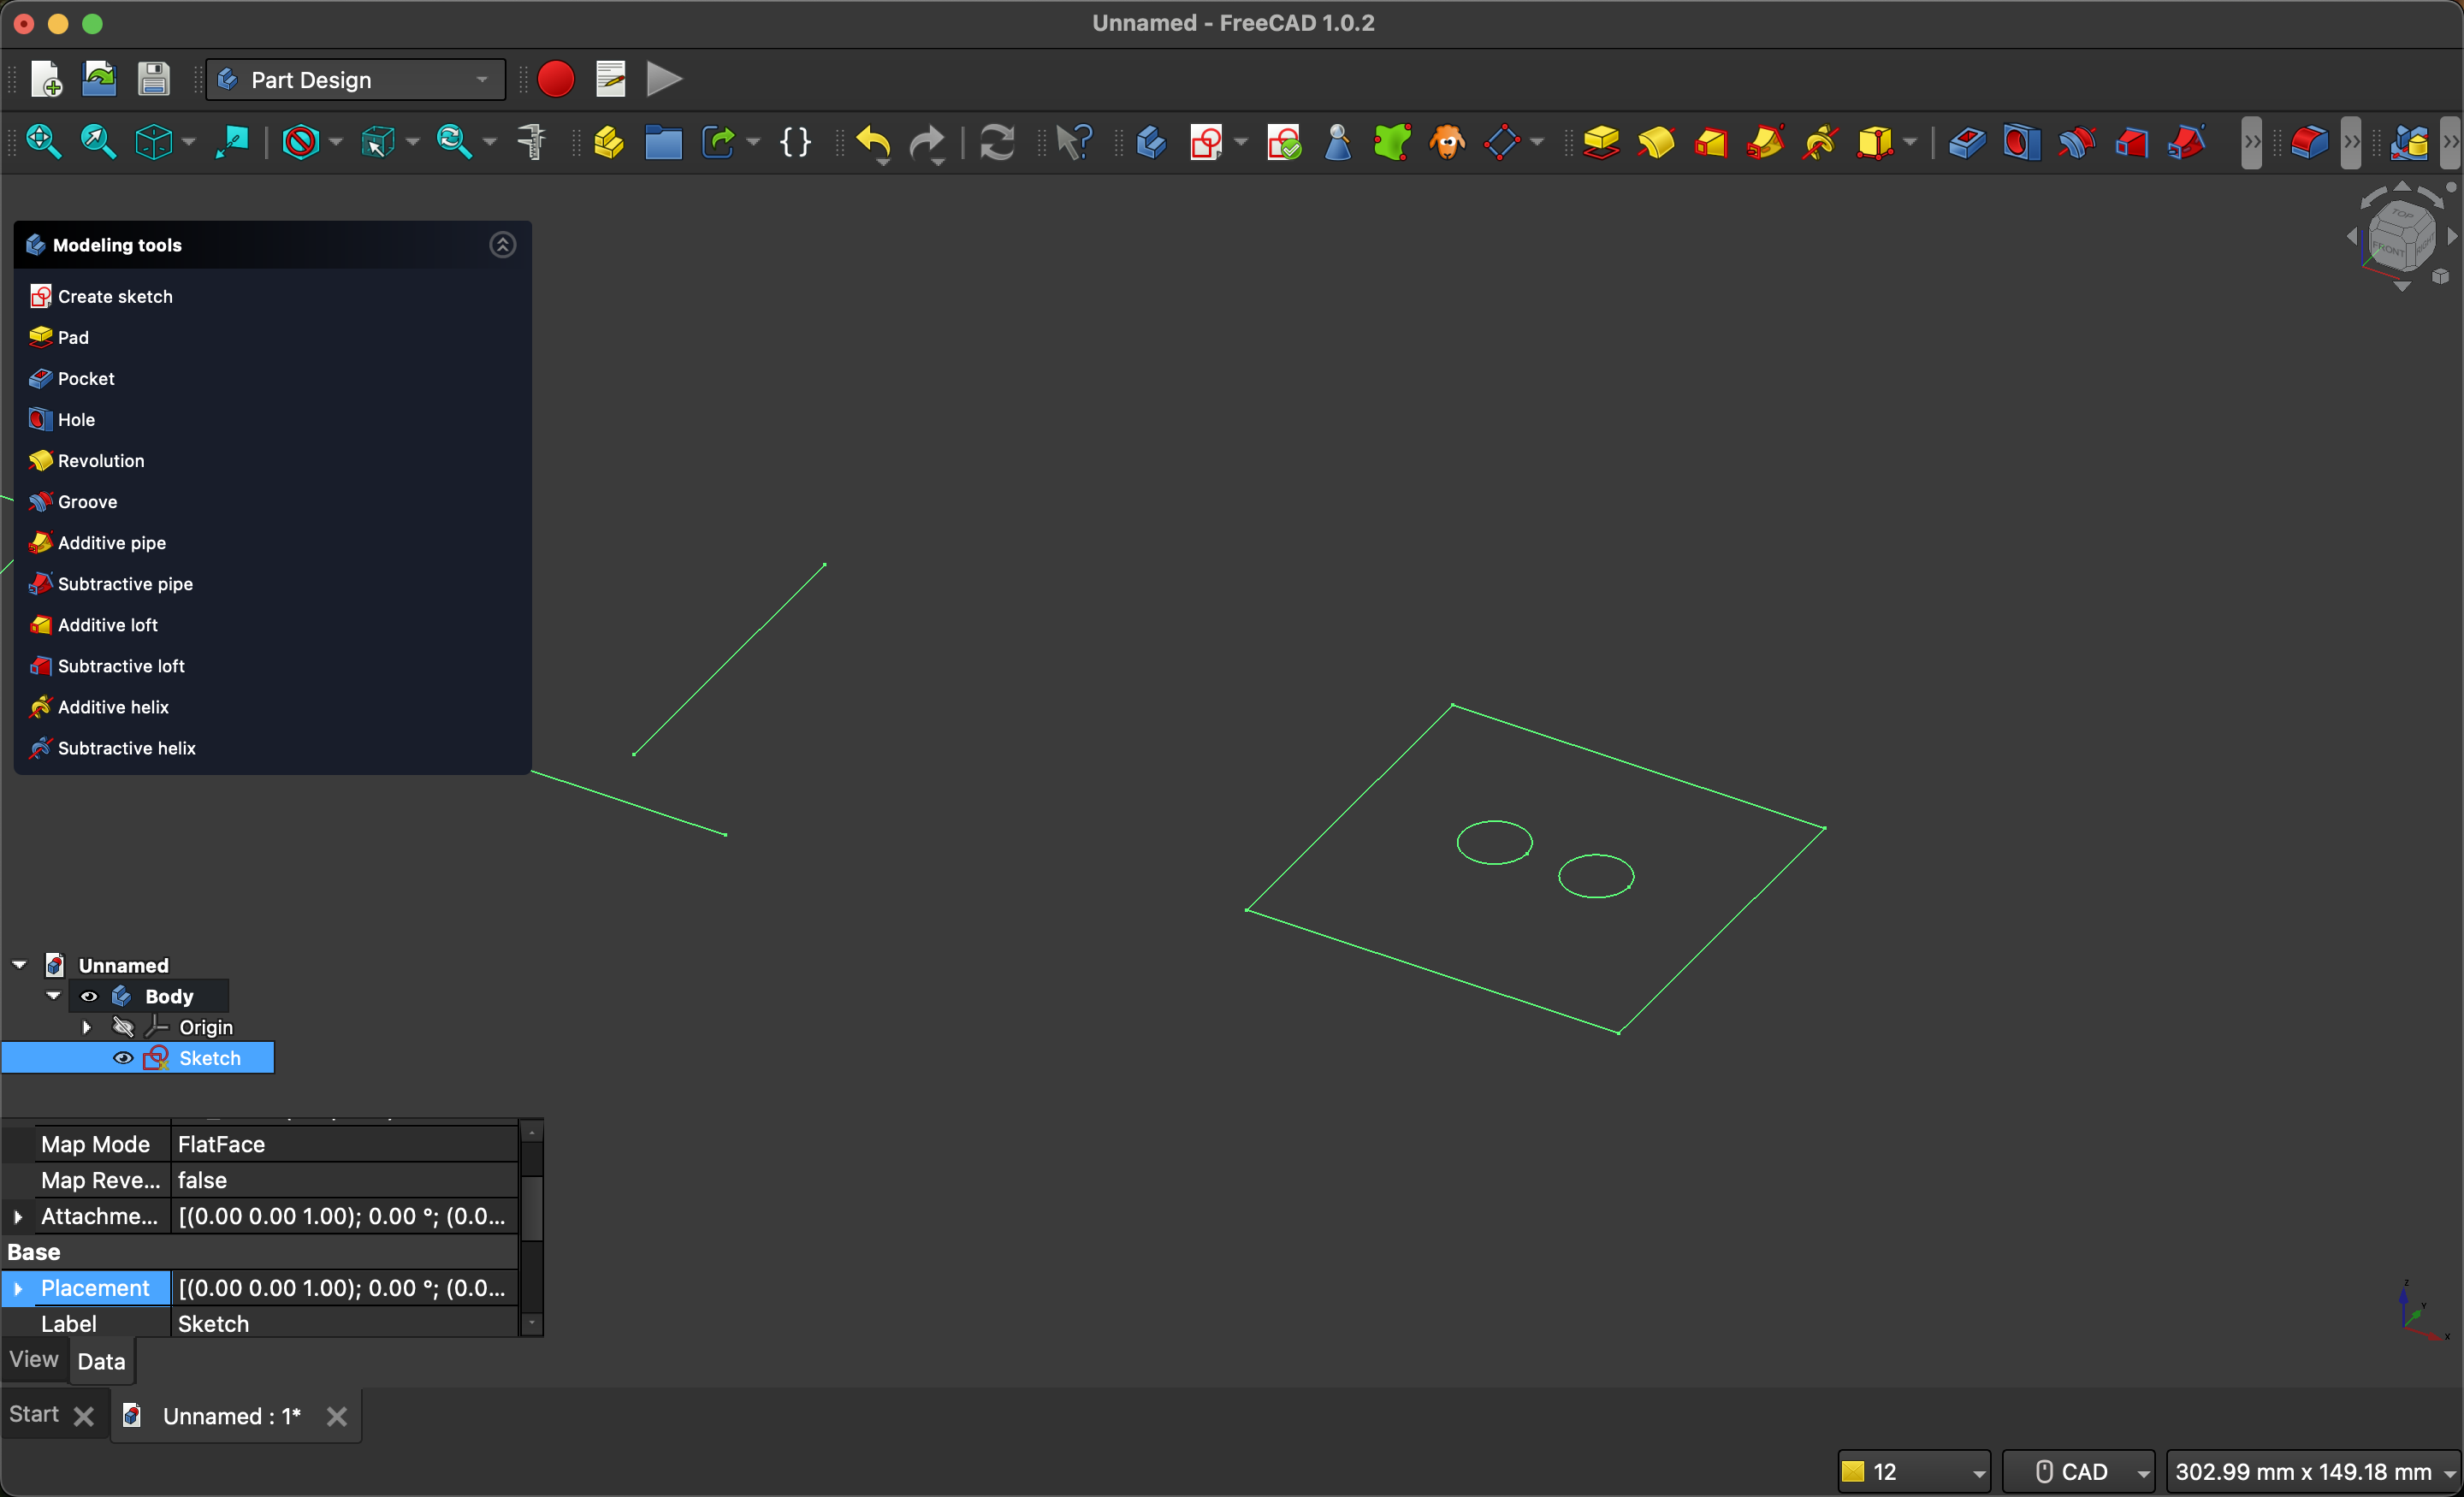 Unnamed - FreeCAD 1.0.2
Part Design
TOP
FRONT
RIGHT
Modeling tools
Create sketch
Pad
Pocket
Hole
Revolution
Groove
Additive pipe
Subtractive pipe
Additive loft
Subtractive loft
Additive helix
Subtractive helix
Unnamed
Body
Origin
Sketch
Map Mode FlatFace
Map Reve... false
Attachme... [(0.00 0.00 1.00); 0.00 °; (0.0...
Base
Placement [(0.00 0.00 1.00); 0.00 °; (0.0...
Label Sketch
Z
Y
X
View Data
Start Unnamed : 1*
12 CAD 302.99 mm x 149.18 mm